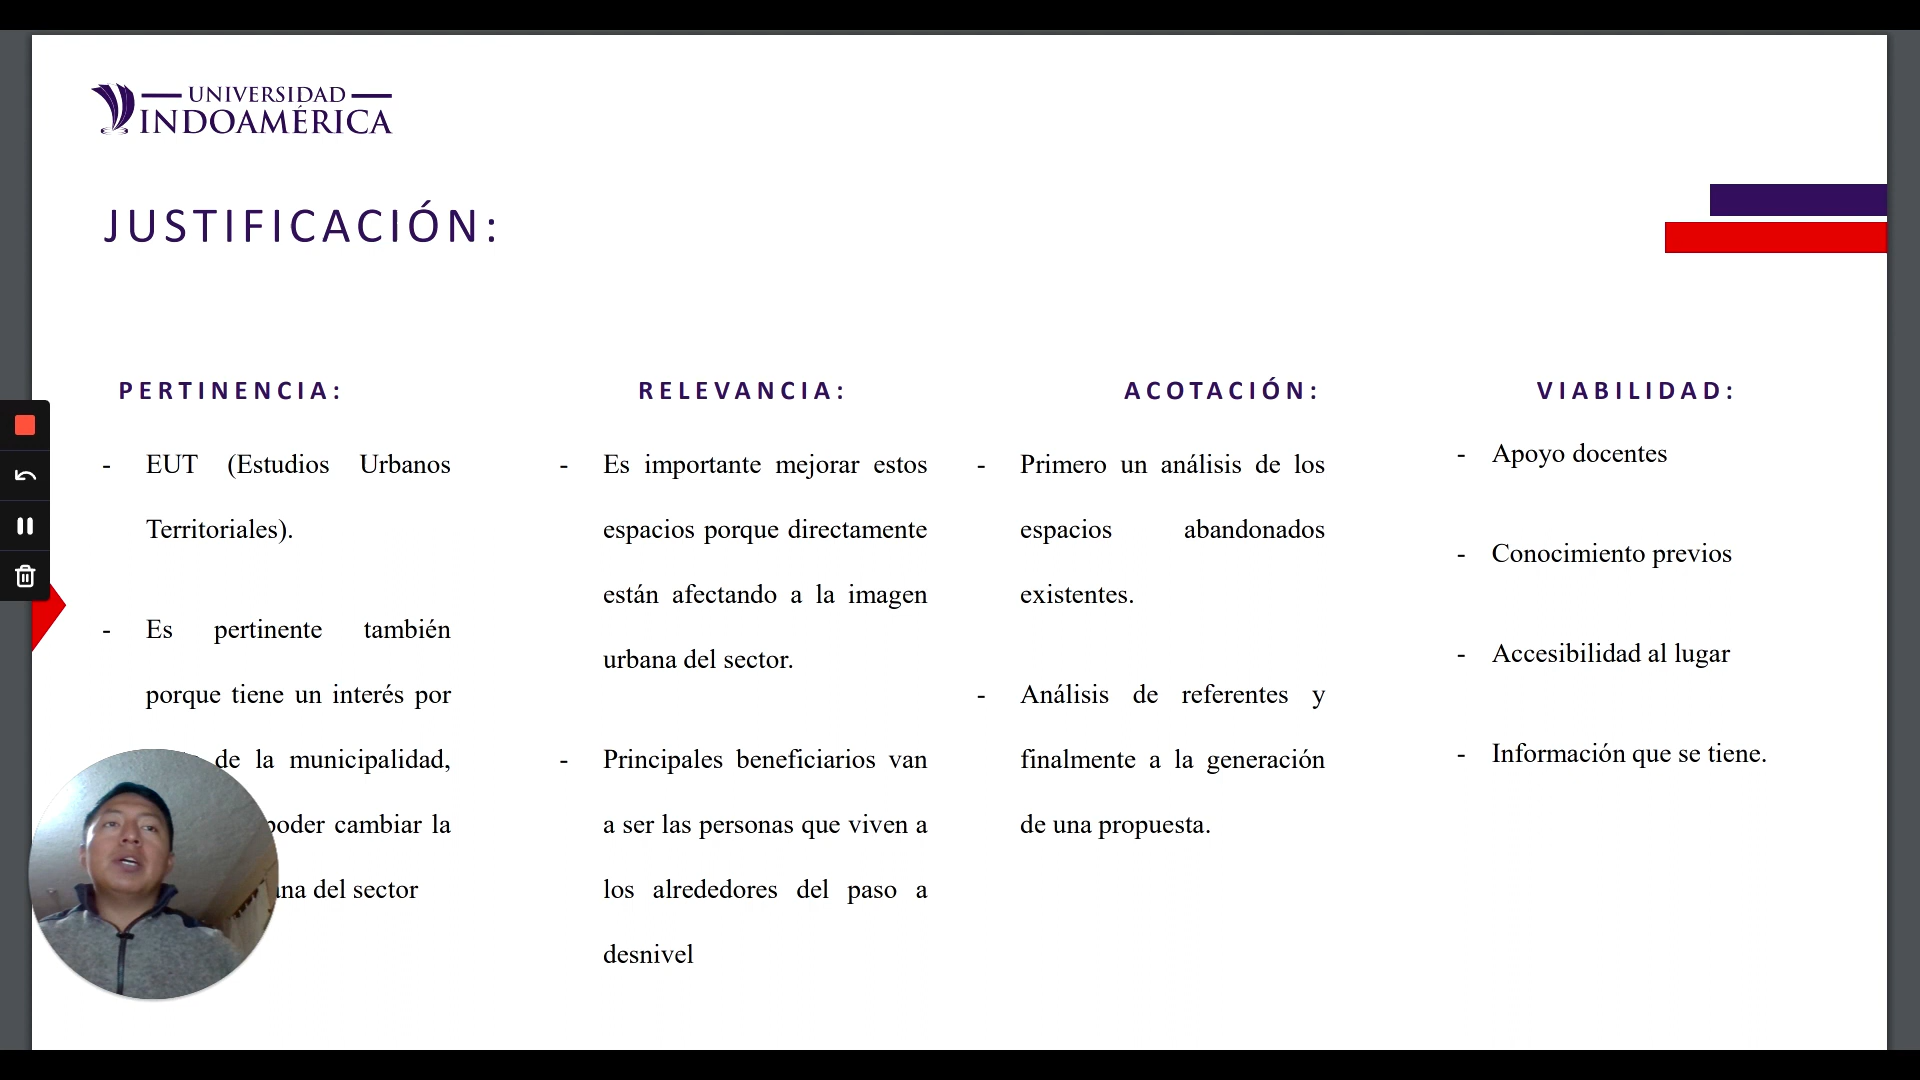 UNIVERSIDAD
INDOAMÉRICA
JUSTIFICACIÓN:
PERTINENCIA:
- EUT (Estudios Urbanos
Territoriales).
- Es pertinente también
porque tiene un interés por
de la municipalidad,
poder cambiar la
del sector
RELEVANCIA:
- Es importante mejorar estos
espacios porque directamente
están afectando a la imagen
urbana del sector.
- Principales beneficiarios van
a ser las personas que viven a
los alrededores del paso a
desnivel
ACOTACIÓN:
- Primero un análisis de los
espacios abandonados
existentes.
- Análisis de referentes y
finalmente a la generación
de una propuesta.
VIABILIDAD:
- Apoyo docentes
- Conocimiento previos
- Accesibilidad al lugar
- Información que se tiene.